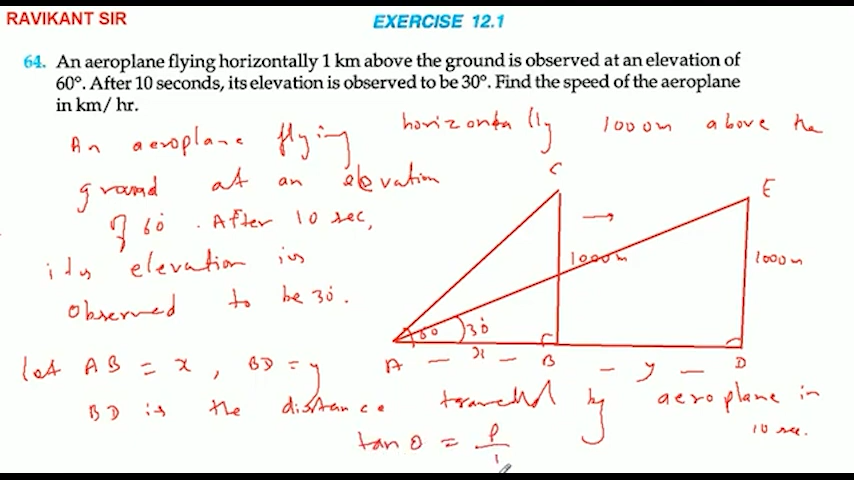 RAVIKANT SIR
EXERCISE 12.1
64. An aeroplane flying horizontally 1 km above the ground is observed at an elevation of
60°. After 10 seconds, its elevation is observed to be 30°. Find the speed of the aeroplane
in km/ hr.
An aeroplane flying horizontally 1000m above the
ground at an elevation
of 60°. After 10 sec,
its elevation is
observed to be 30°.
C
E
1000m
1000m
60
30°
A
x
B
y
D
let AB = x, BD = y
BD is the distance travelled by aeroplane in
10 sec.
tan θ = P